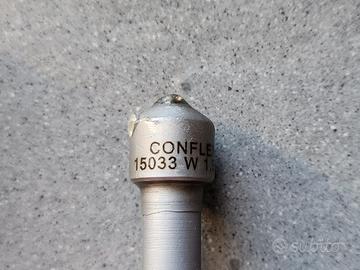 CONFLE
15033 W 1.
subito